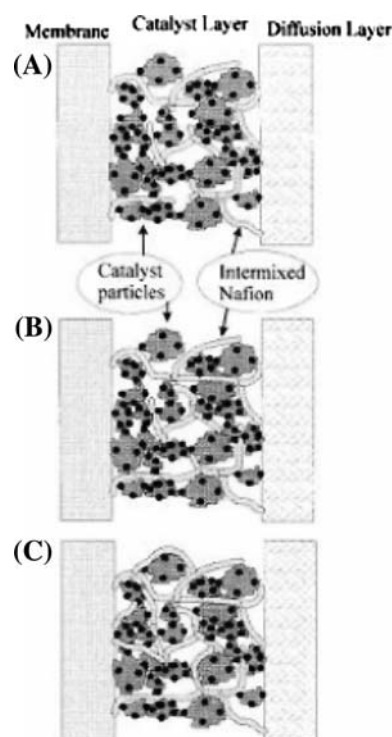 Membrane Catalyst Layer Diffusion Layer
(A)
Catalyst particles
Intermixed Nafion
(B)
(C)